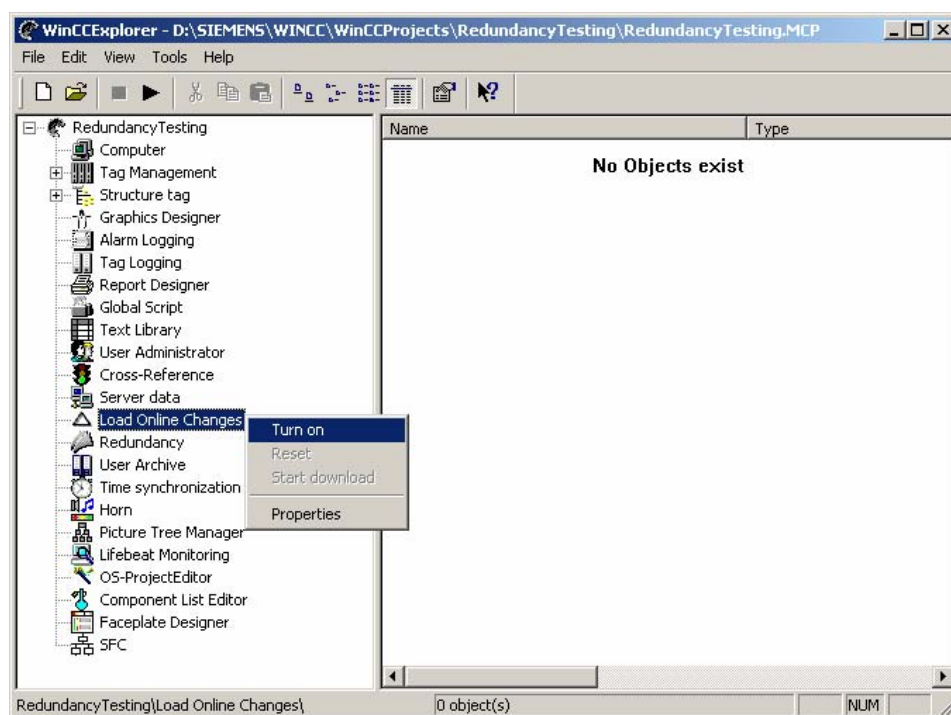 WinCCExplorer - D:\SIEMENS\WINCC\WinCCProjects\RedundancyTesting\RedundancyTesting.MCP
File Edit View Tools Help
RedundancyTesting
Computer
Tag Management
Structure tag
Graphics Designer
Alarm Logging
Tag Logging
Report Designer
Global Script
Text Library
User Administrator
Cross-Reference
Server data
Load Online Changes
Redundancy
User Archive
Time synchronization
Horn
Picture Tree Manager
Lifebeat Monitoring
OS-ProjectEditor
Component List Editor
Faceplate Designer
SFC
Turn on
Reset
Start download
Properties
Name Type
No Objects exist
RedundancyTesting\Load Online Changes\ 0 object(s) NUM